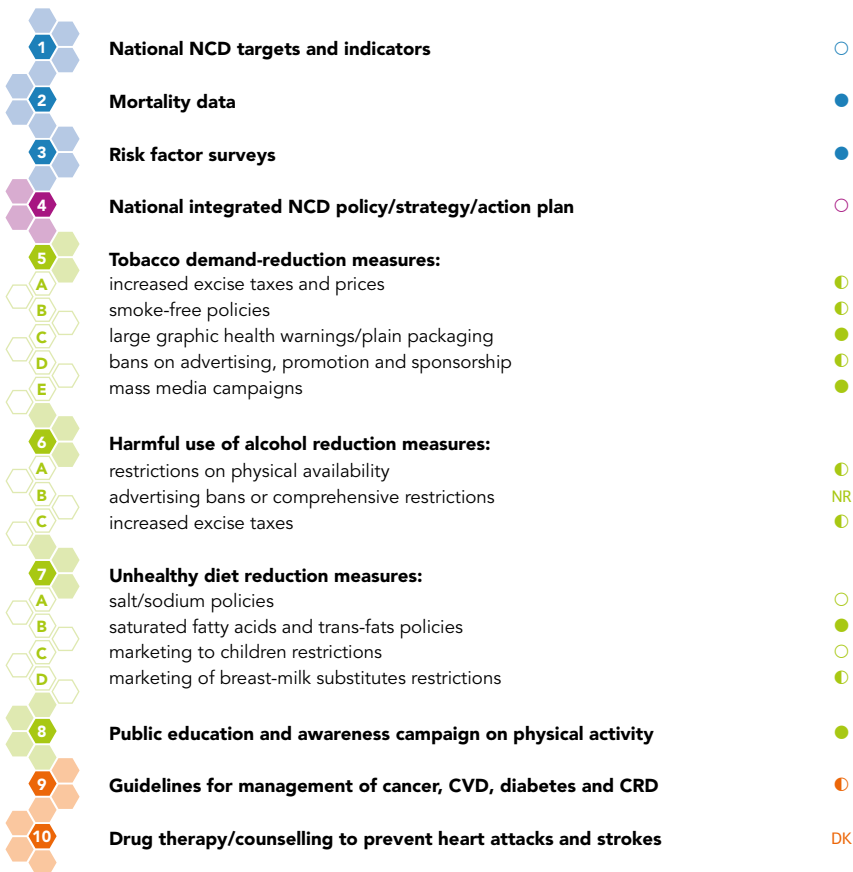 1 National NCD targets and indicators ○
2 Mortality data ●
3 Risk factor surveys ●
4 National integrated NCD policy/strategy/action plan ○
5 Tobacco demand-reduction measures:
A increased excise taxes and prices ◐
B smoke-free policies ◐
C large graphic health warnings/plain packaging ●
D bans on advertising, promotion and sponsorship ◐
E mass media campaigns ●
6 Harmful use of alcohol reduction measures:
A restrictions on physical availability ◐
B advertising bans or comprehensive restrictions NR
C increased excise taxes ◐
7 Unhealthy diet reduction measures:
A salt/sodium policies ○
B saturated fatty acids and trans-fats policies ●
C marketing to children restrictions ○
D marketing of breast-milk substitutes restrictions ◐
8 Public education and awareness campaign on physical activity ●
9 Guidelines for management of cancer, CVD, diabetes and CRD ◐
10 Drug therapy/counselling to prevent heart attacks and strokes DK